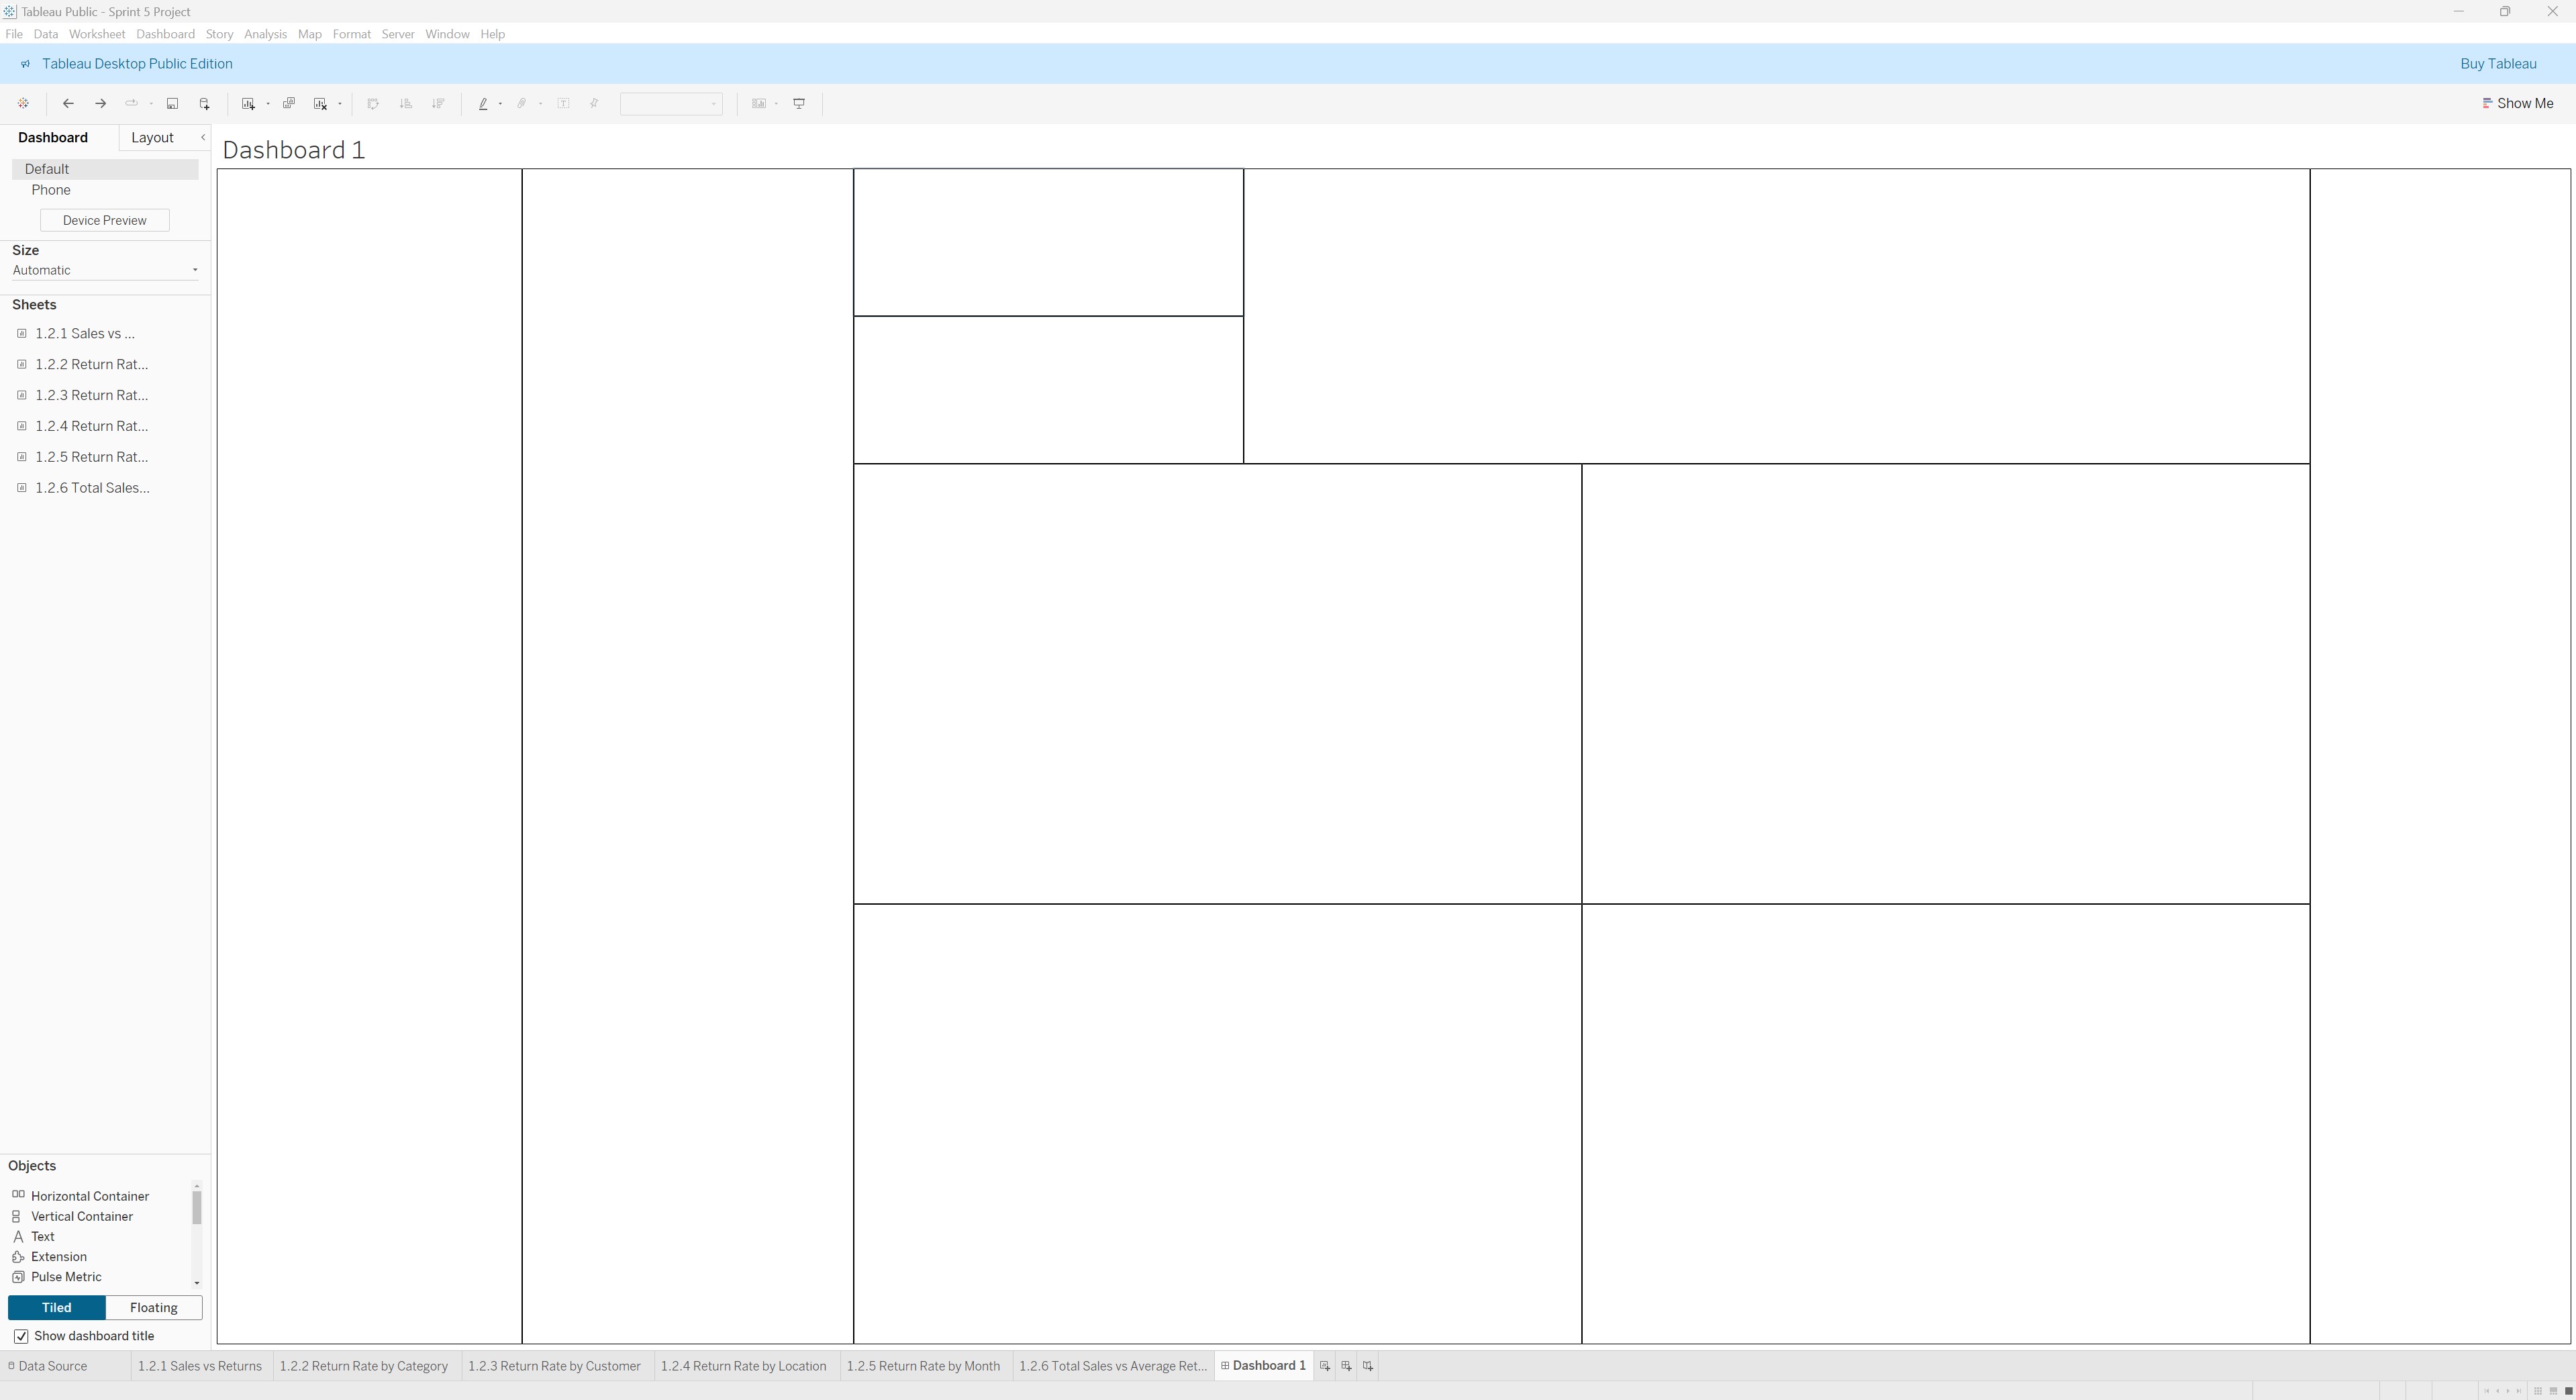 Tableau Public - Sprint 5 Project
File Data Worksheet Dashboard Story Analysis Map Format Server Window Help
Tableau Desktop Public Edition
Buy Tableau
Show Me
Dashboard Layout
Dashboard 1
Default
Phone
Device Preview
Size
Automatic
Sheets
1.2.1 Sales vs ...
1.2.2 Return Rat...
1.2.3 Return Rat...
1.2.4 Return Rat...
1.2.5 Return Rat...
1.2.6 Total Sales...
Objects
Horizontal Container
Vertical Container
Text
Extension
Pulse Metric
Tiled Floating
Show dashboard title
Data Source 1.2.1 Sales vs Returns 1.2.2 Return Rate by Category 1.2.3 Return Rate by Customer 1.2.4 Return Rate by Location 1.2.5 Return Rate by Month 1.2.6 Total Sales vs Average Ret... Dashboard 1